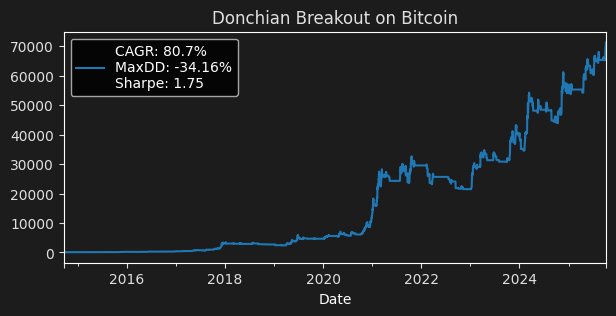 Donchian Breakout on Bitcoin
CAGR: 80.7%
MaxDD: -34.16%
Sharpe: 1.75
70000
60000
50000
40000
30000
20000
10000
0
2016
2018
2020
2022
2024
Date